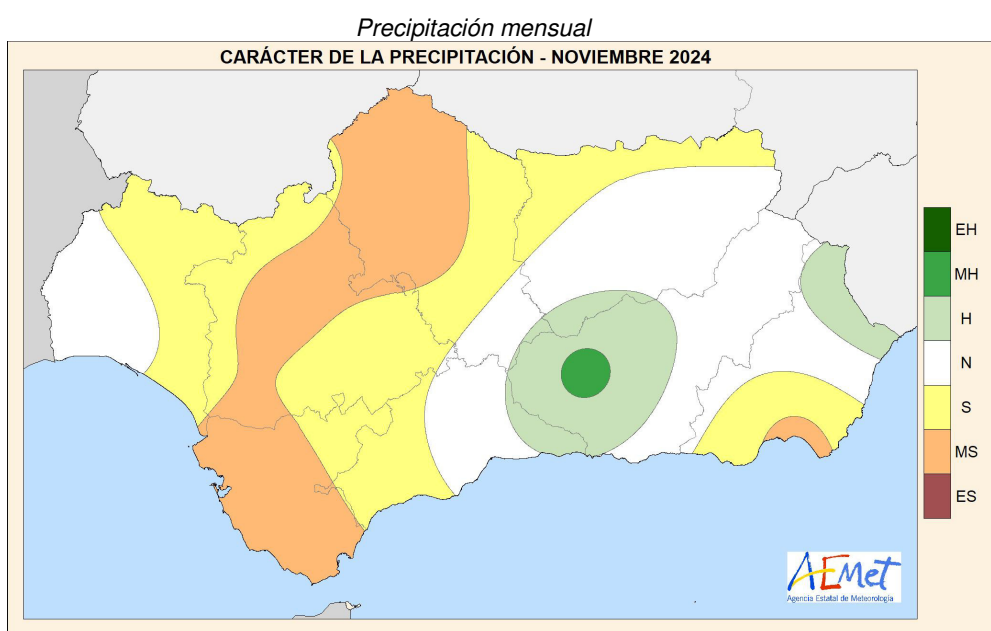 Precipitación mensual
CARÁCTER DE LA PRECIPITACIÓN - NOVIEMBRE 2024
EH
MH
H
N
S
MS
ES
AEmet
Agencia Estatal de Meteorología